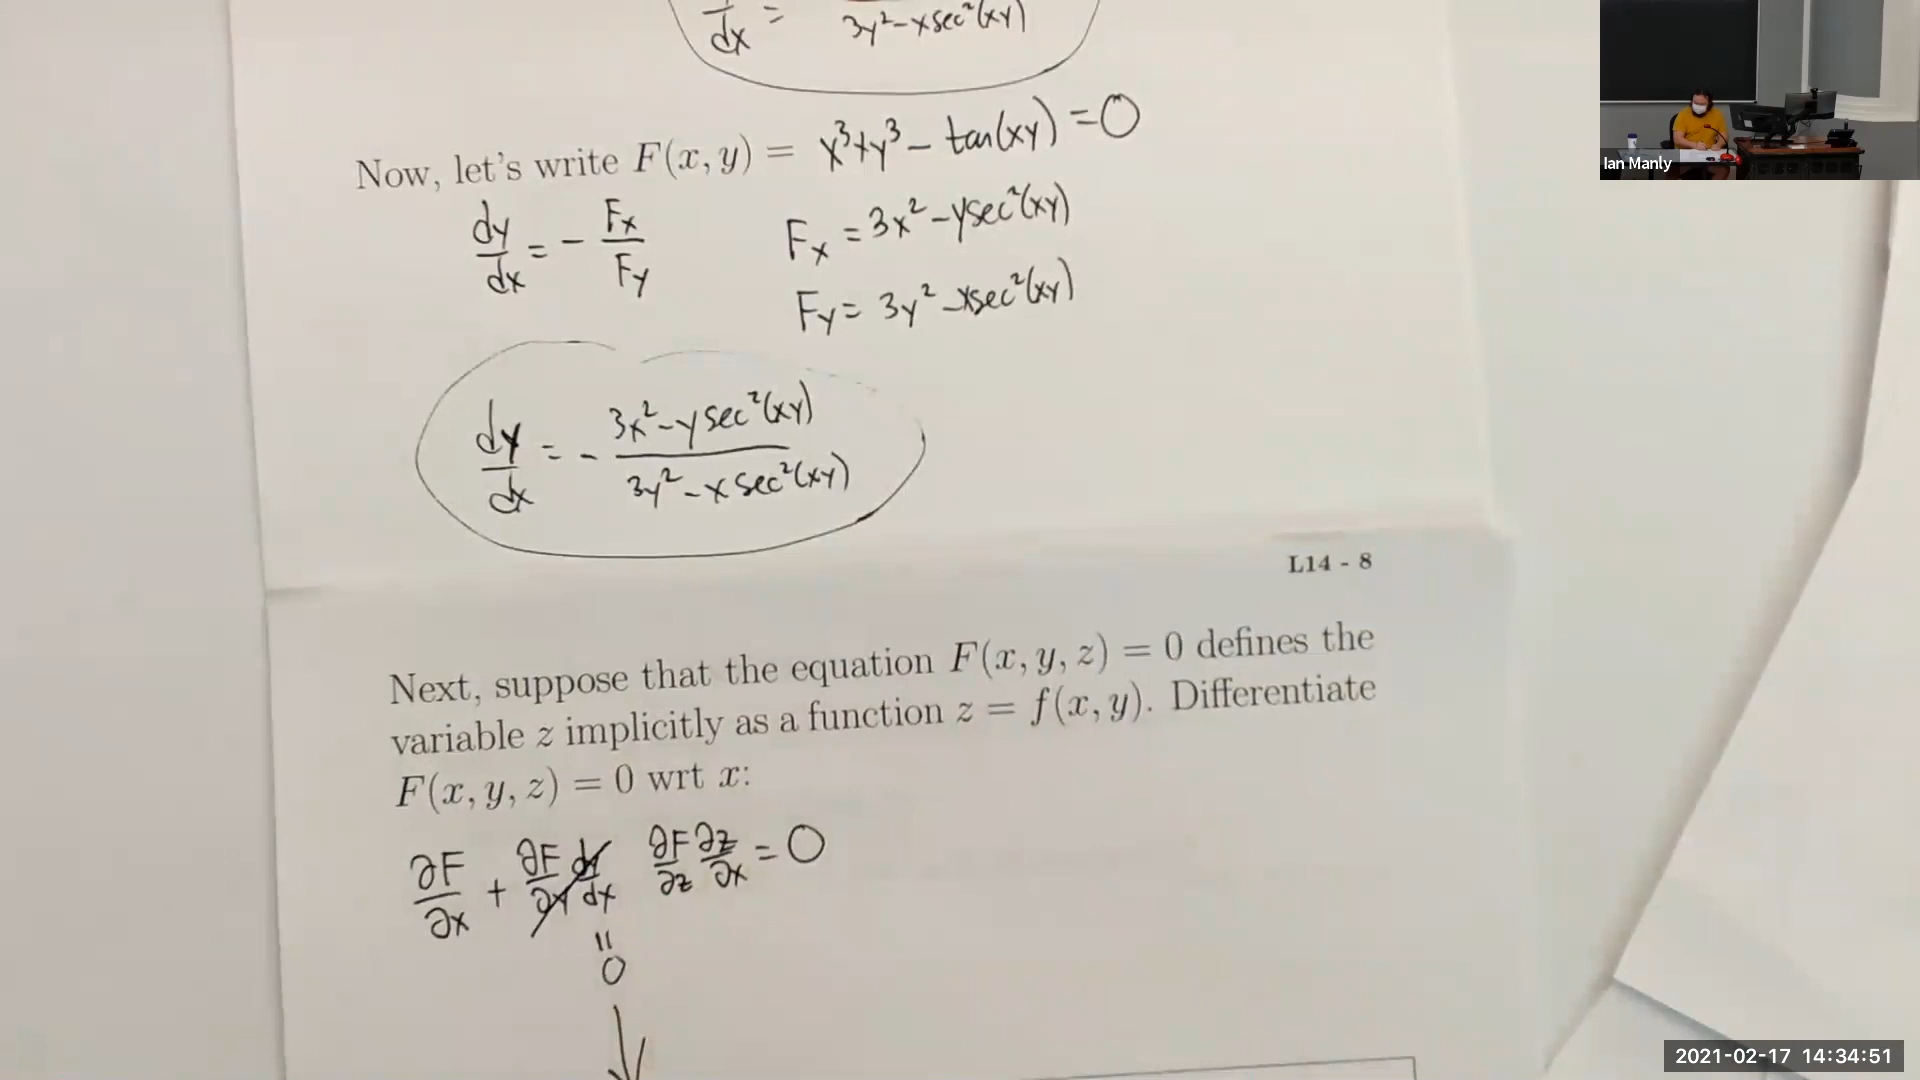 dy/dx = /(3y² - x sec²(xy))
Now, let's write F(x, y) = x³+y³ - tan(xy) = 0
dy/dx = - Fx/Fy
Fx = 3x² - ysec²(xy)
Fy = 3y² - xsec²(xy)
dy/dx = - (3x² - y sec²(xy))/(3y² - x sec²(xy))
L14 - 8
Next, suppose that the equation F(x, y, z) = 0 defines the
variable z implicitly as a function z = f(x, y). Differentiate
F(x, y, z) = 0 wrt x:
∂F/∂x + ∂F/∂y dy/dx ∂F/∂z ∂z/∂x = 0
"
0
Ian Manly
2021-02-17 14:34:51